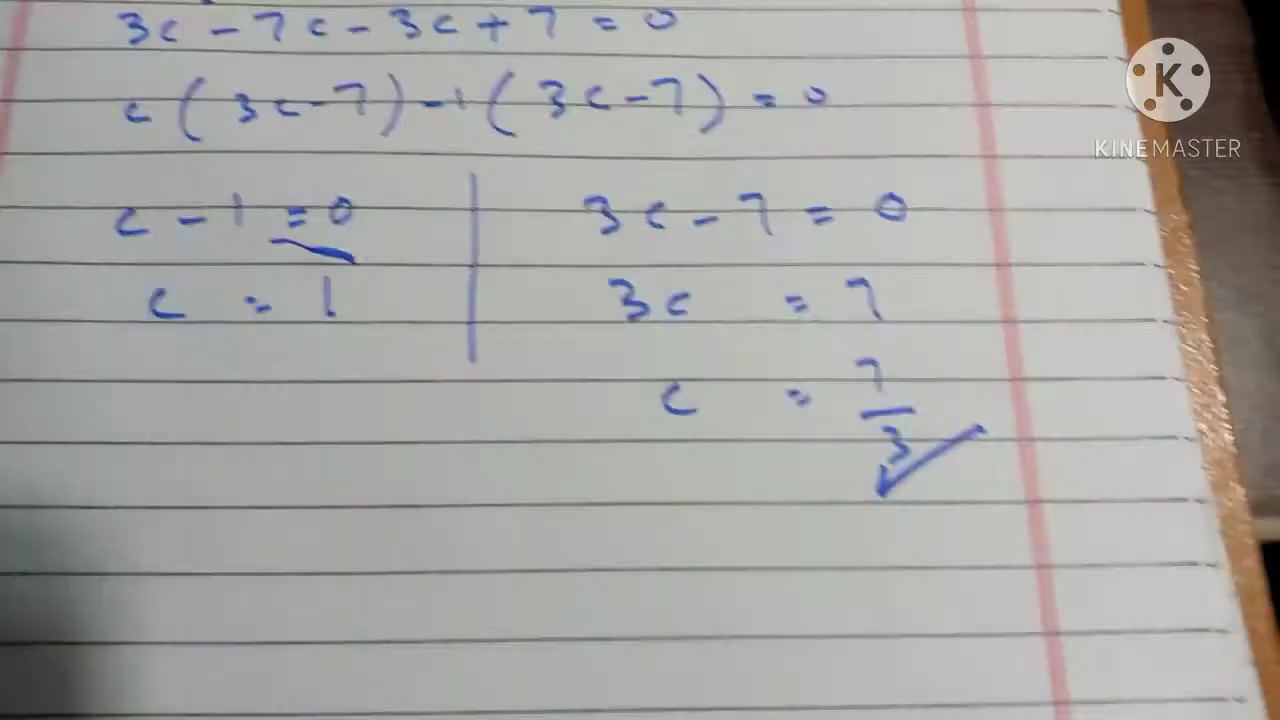 3c - 7c - 3c + 7 = 0
c ( 3c - 7 ) - 1 ( 3c - 7 ) = 0
K
KINEMASTER
c - 1 = 0 | 3c - 7 = 0
c = 1 | 3c = 7
c = 7/3